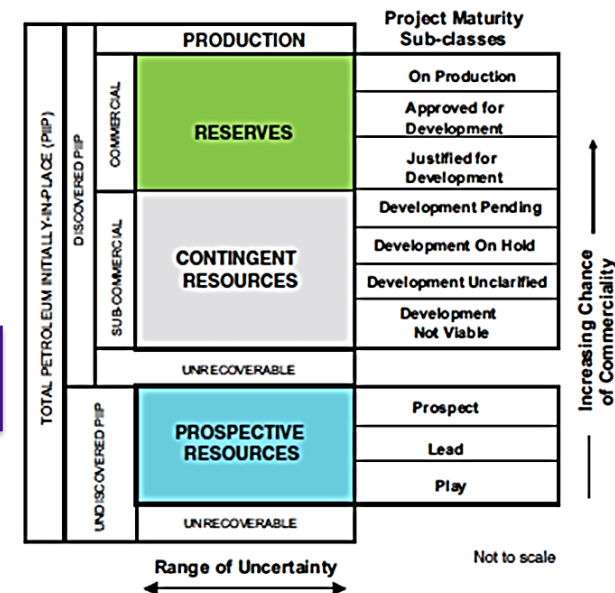 Project Maturity
Sub-classes
PRODUCTION
On Production
Approved for
Development
Justified for
Development
RESERVES
COMMERCIAL
Development Pending
Development On Hold
Development Unclarified
Development
Not Viable
CONTINGENT
RESOURCES
SUB-COMMERCIAL
UNRECOVERABLE
DISCOVERED PIIP
Prospect
Lead
Play
PROSPECTIVE
RESOURCES
UNRECOVERABLE
UNDISCOVERED PIIP
TOTAL PETROLEUM INITIALLY-IN-PLACE (PIIP)
Increasing Chance
of Commerciality
Range of Uncertainty
Not to scale